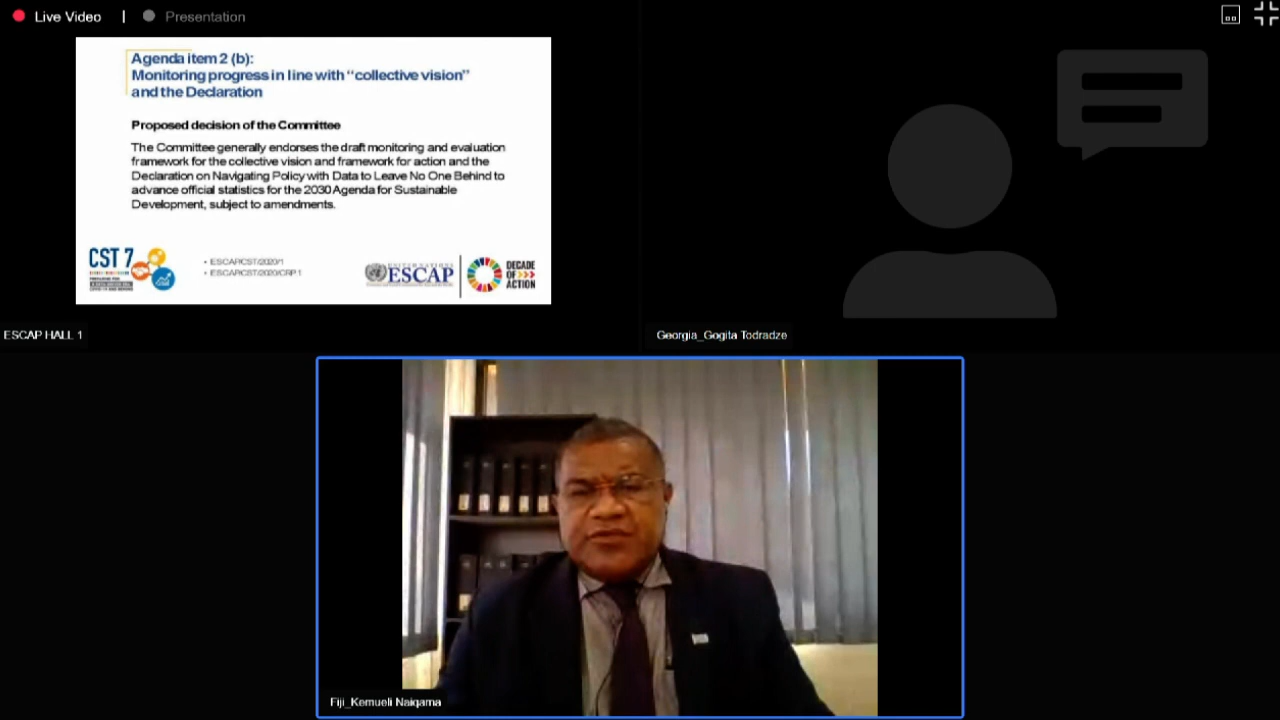 Live Video | Presentation
Agenda item 2 (b):
Monitoring progress in line with “collective vision”
and the Declaration
Proposed decision of the Committee
The Committee generally endorses the draft monitoring and evaluation
framework for the collective vision and framework for action and the
Declaration on Navigating Policy with Data to Leave No One Behind to
advance official statistics for the 2030 Agenda for Sustainable
Development, subject to amendments.
CST 7
• ESCAP/CST/2020/1
• ESCAP/CST/2020/CRP.1
UNITED NATIONS
ESCAP
DECADE
OF >>>
ACTION
ESCAP HALL 1
Georgia_Gogita Todradze
Fiji_Kemueli Naiqama